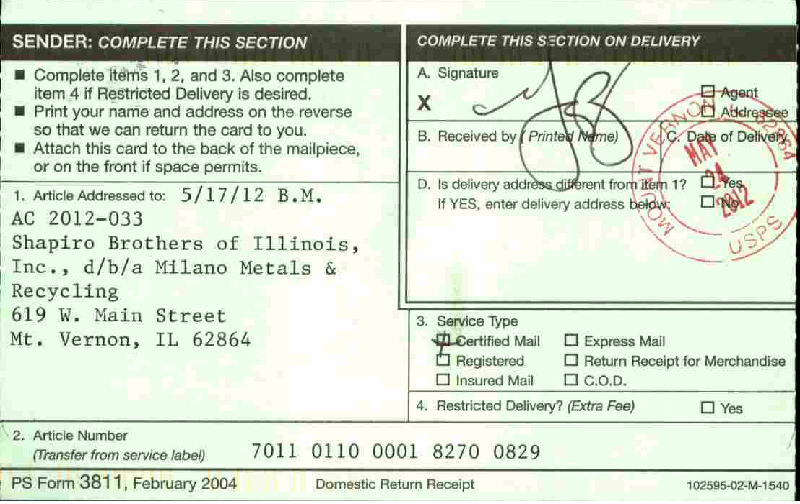 SENDER: COMPLETE THIS SECTION
■ Complete items 1, 2, and 3. Also complete
item 4 if Restricted Delivery is desired.
■ Print your name and address on the reverse
so that we can return the card to you.
■ Attach this card to the back of the mailpiece,
or on the front if space permits.
1. Article Addressed to: 5/17/12 B.M.
AC 2012-033
Shapiro Brothers of Illinois,
Inc., d/b/a Milano Metals &
Recycling
619 W. Main Street
Mt. Vernon, IL 62864
2. Article Number
(Transfer from service label) 7011 0110 0001 8270 0829
COMPLETE THIS SECTION ON DELIVERY
A. Signature
X
□ Agent
□ Addressee
B. Received by (Printed Name)
C. Date of Delivery
D. Is delivery address different from item 1? □ Yes
If YES, enter delivery address below: □ No
MOUNT VERNON IL 62864
MAY
24
2012
USPS
3. Service Type
□ Certified Mail □ Express Mail
□ Registered □ Return Receipt for Merchandise
□ Insured Mail □ C.O.D.
4. Restricted Delivery? (Extra Fee) □ Yes
PS Form 3811, February 2004 Domestic Return Receipt 102595-02-M-1540